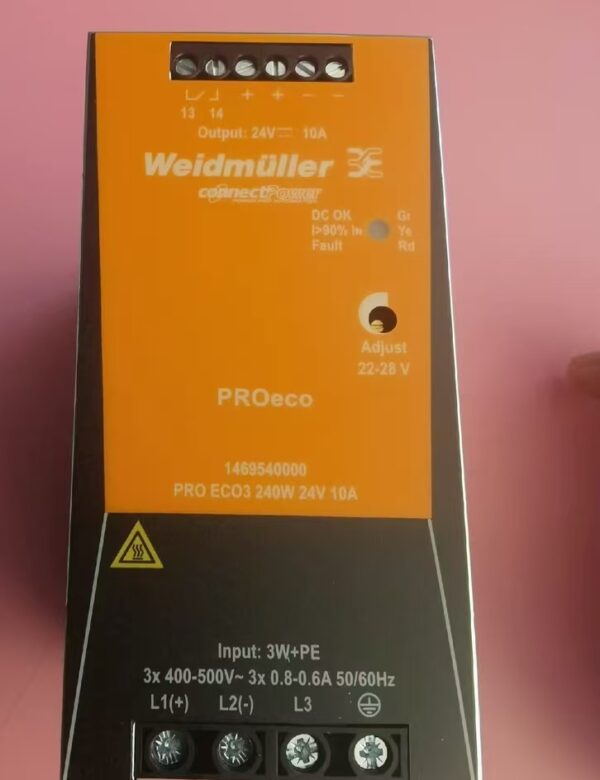 13 14
Output: 24V⎓ 10A
Weidmüller
connectPower
DC OK Gr
I>90% IN Ye
Fault Rd
Adjust
22-28 V
PROeco
1469540000
PRO ECO3 240W 24V 10A
Input: 3W+PE
3x 400-500V~ 3x 0.8-0.6A 50/60Hz
L1(+) L2(-) L3